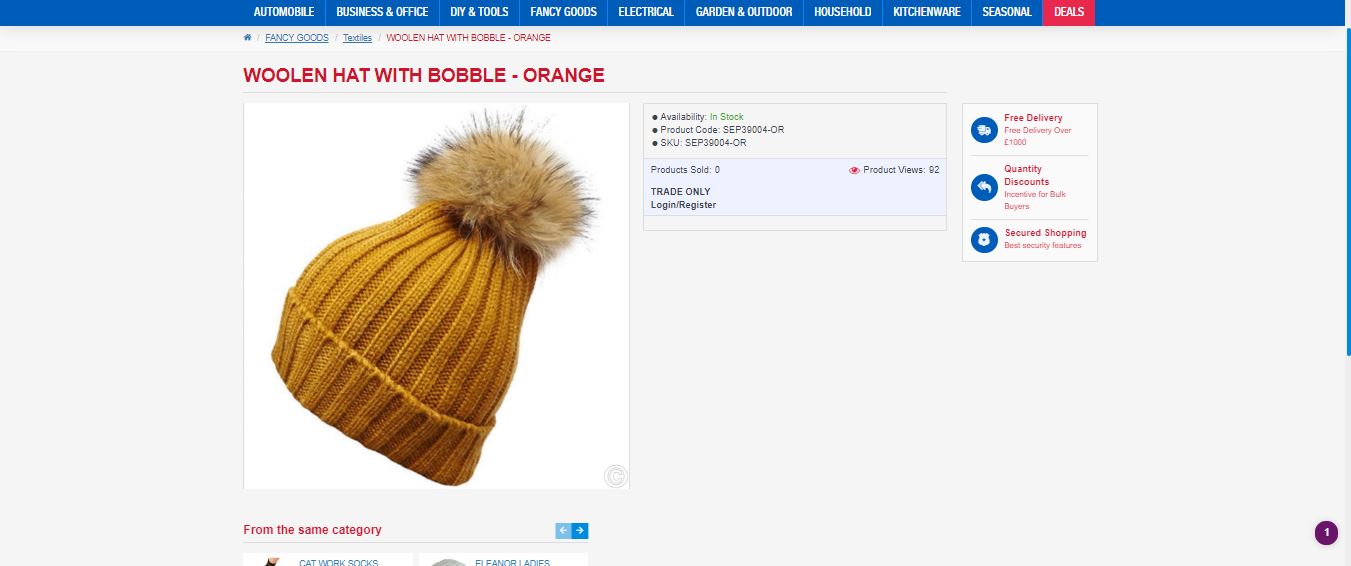 AUTOMOBILE BUSINESS & OFFICE DIY & TOOLS FANCY GOODS ELECTRICAL GARDEN & OUTDOOR HOUSEHOLD KITCHENWARE SEASONAL DEALS
/ FANCY GOODS / Textiles / WOOLEN HAT WITH BOBBLE - ORANGE
WOOLEN HAT WITH BOBBLE - ORANGE
● Availability: In Stock
● Product Code: SEP39004-OR
● SKU: SEP39004-OR
Products Sold: 0 Product Views: 92
TRADE ONLY
Login/Register
Free Delivery
Free Delivery Over
£1000
Quantity
Discounts
Incentive for Bulk
Buyers
Secured Shopping
Best security features
©
From the same category
1
CAT WORK SOCKS
ELEANOR LADIES